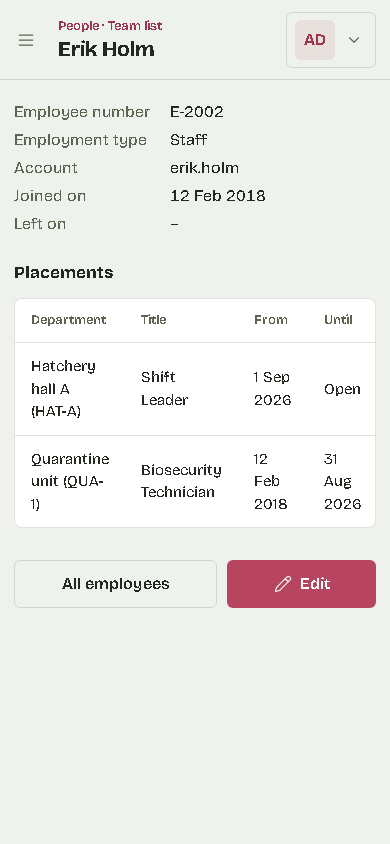 People · Team list
Erik Holm
AD
Employee number E-2002
Employment type Staff
Account erik.holm
Joined on 12 Feb 2018
Left on –
Placements
Department Title From Until
Hatchery hall A (HAT-A) Shift Leader 1 Sep 2026 Open
Quarantine unit (QUA-1) Biosecurity Technician 12 Feb 2018 31 Aug 2026
All employees Edit